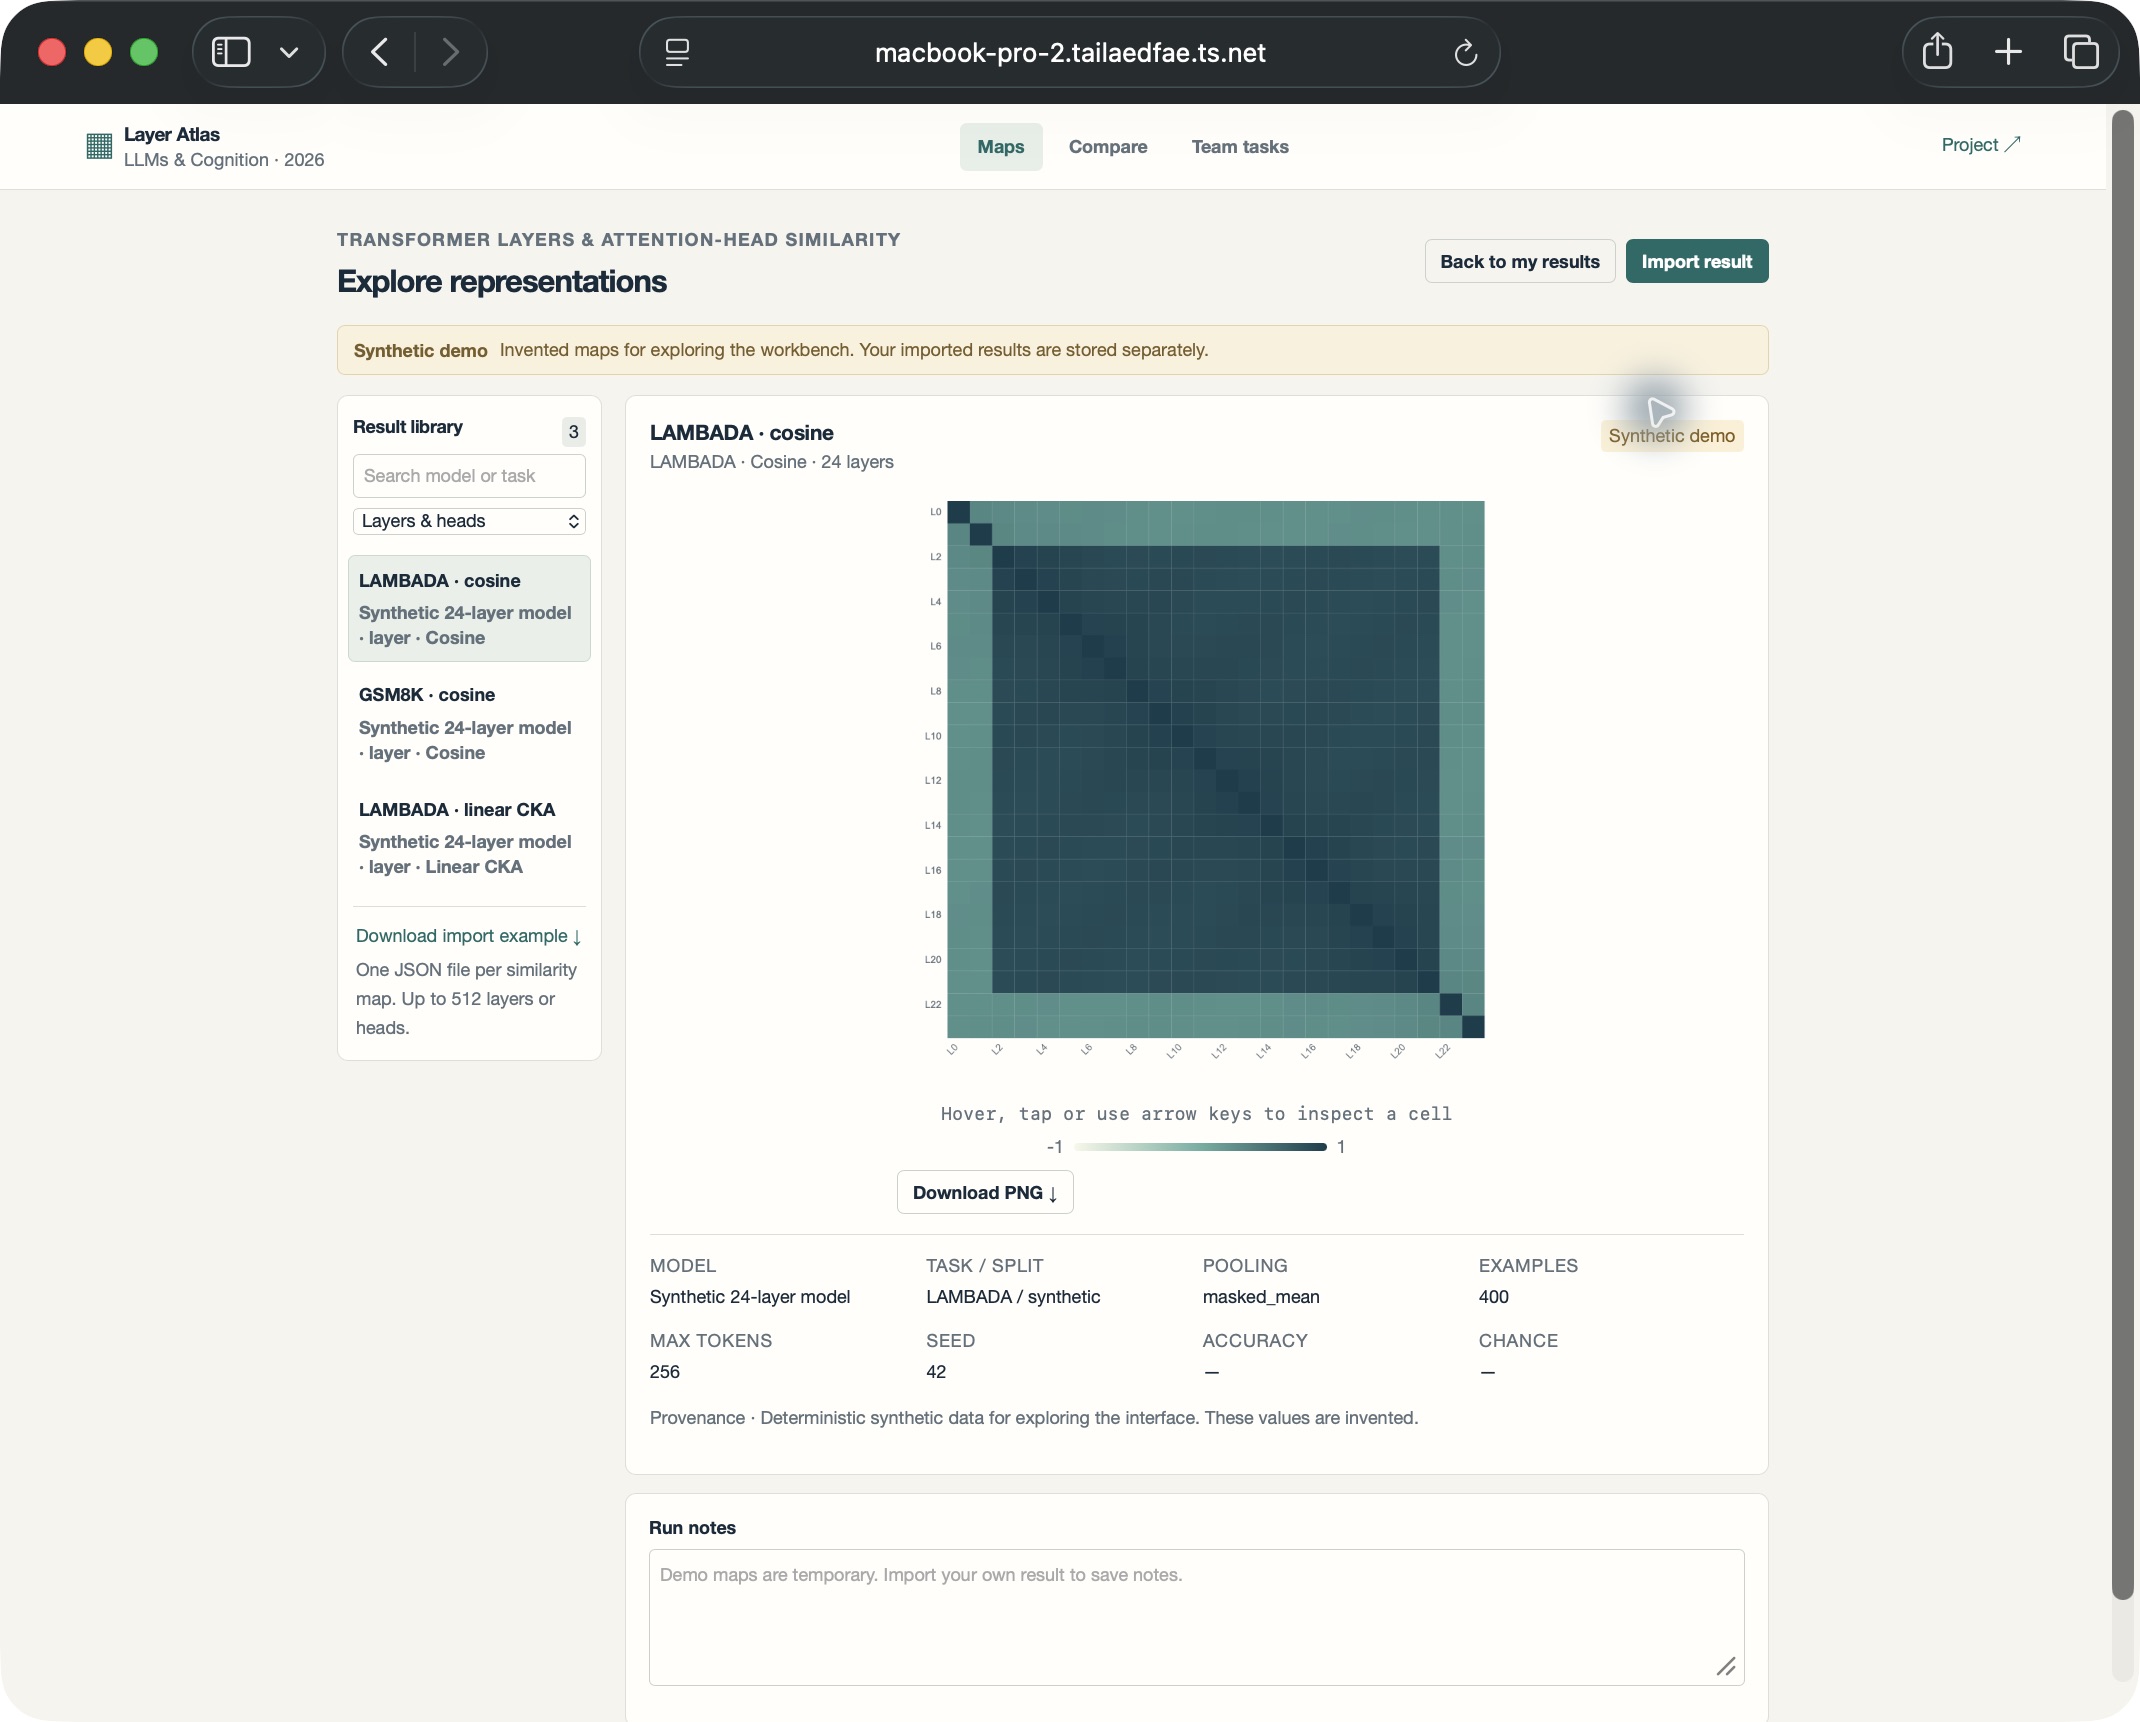 macbook-pro-2.tailaedfae.ts.net
Layer Atlas
LLMs & Cognition · 2026
Maps
Compare
Team tasks
Project ↗
TRANSFORMER LAYERS & ATTENTION-HEAD SIMILARITY
Explore representations
Back to my results
Import result
Synthetic demo Invented maps for exploring the workbench. Your imported results are stored separately.
Result library
3
Search model or task
Layers & heads
LAMBADA · cosine
Synthetic 24-layer model
· layer · Cosine
GSM8K · cosine
Synthetic 24-layer model
· layer · Cosine
LAMBADA · linear CKA
Synthetic 24-layer model
· layer · Linear CKA
Download import example ↓
One JSON file per similarity
map. Up to 512 layers or
heads.
LAMBADA · cosine
LAMBADA · Cosine · 24 layers
Synthetic demo
L0
L2
L4
L6
L8
L10
L12
L14
L16
L18
L20
L22
L0 L2 L4 L6 L8 L10 L12 L14 L16 L18 L20 L22
Hover, tap or use arrow keys to inspect a cell
-1 1
Download PNG ↓
MODEL TASK / SPLIT POOLING EXAMPLES
Synthetic 24-layer model LAMBADA / synthetic masked_mean 400
MAX TOKENS SEED ACCURACY CHANCE
256 42 — —
Provenance · Deterministic synthetic data for exploring the interface. These values are invented.
Run notes
Demo maps are temporary. Import your own result to save notes.